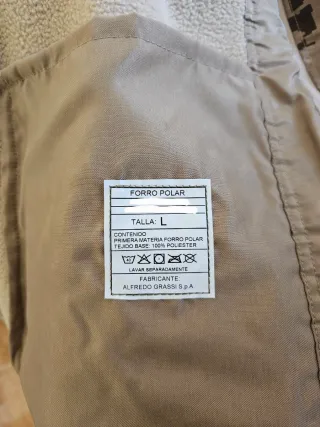 FORRO POLAR
TALLA: L
CONTENIDO
PRIMERA MATERIA FORRO POLAR
TEJIDO BASE: 100% POLIESTER
LAVAR SEPARADAMENTE
FABRICANTE:
ALFREDO GRASSI S.p.A